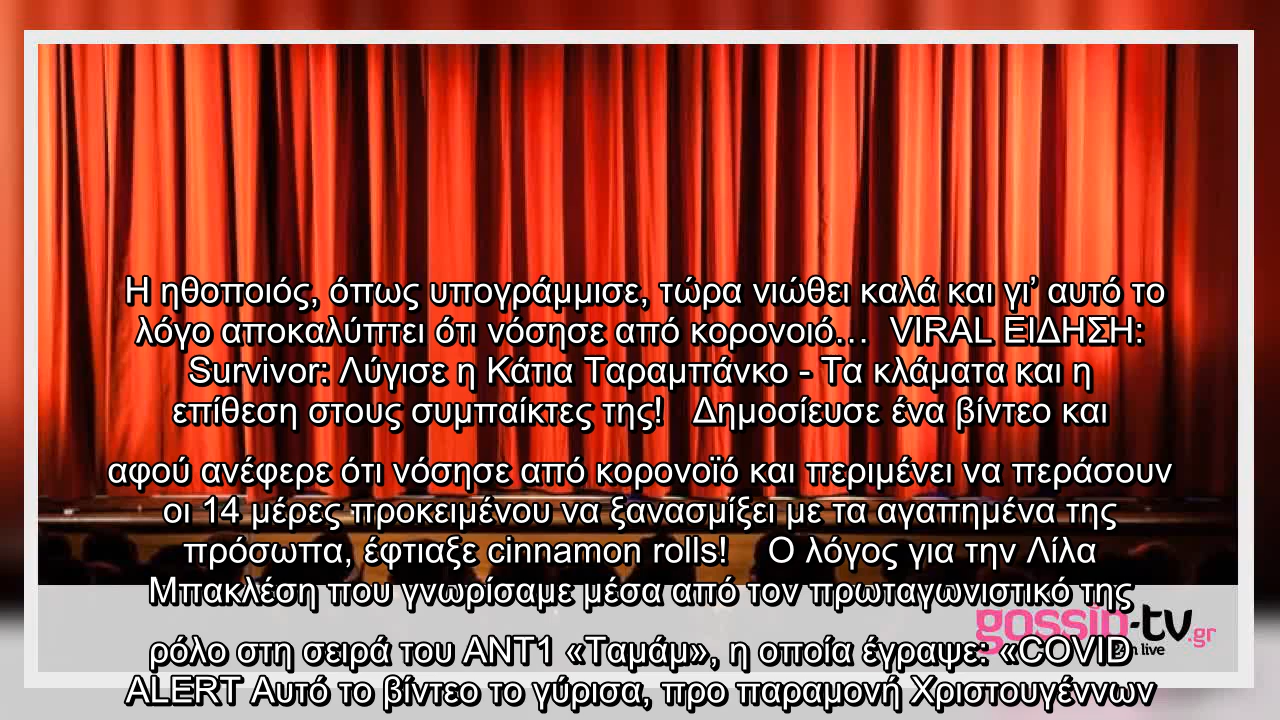 Η ηθοποιός, όπως υπογράμμισε, τώρα νιώθει καλά και γι’ αυτό το
λόγο αποκαλύπτει ότι νόσησε από κορονοιό… VIRAL ΕΙΔΗΣΗ:
Survivor: Λύγισε η Κάτια Ταραμπάνκο - Τα κλάματα και η
επίθεση στους συμπαίκτες της! Δημοσίευσε ένα βίντεο και
αφού ανέφερε ότι νόσησε από κορονοϊό και περιμένει να περάσουν
οι 14 μέρες προκειμένου να ξανασμίξει με τα αγαπημένα της
πρόσωπα, έφτιαξε cinnamon rolls! Ο λόγος για την Λίλα
Μπακλέση που γνωρίσαμε μέσα από τον πρωταγωνιστικό της
gossip-tv.gr
ρόλο στη σειρά του ΑΝΤ1 «Ταμάμ», η οποία έγραψε: «COVID
live
ALERT Αυτό το βίντεο το γύρισα, προ παραμονή Χριστουγέννων